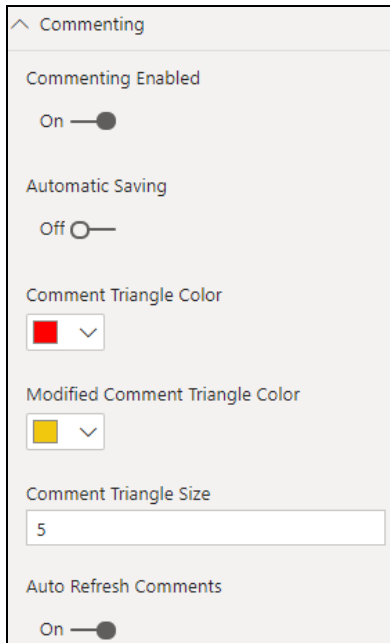 Commenting
Commenting Enabled
On
Automatic Saving
Off
Comment Triangle Color
Modified Comment Triangle Color
Comment Triangle Size
5
Auto Refresh Comments
On